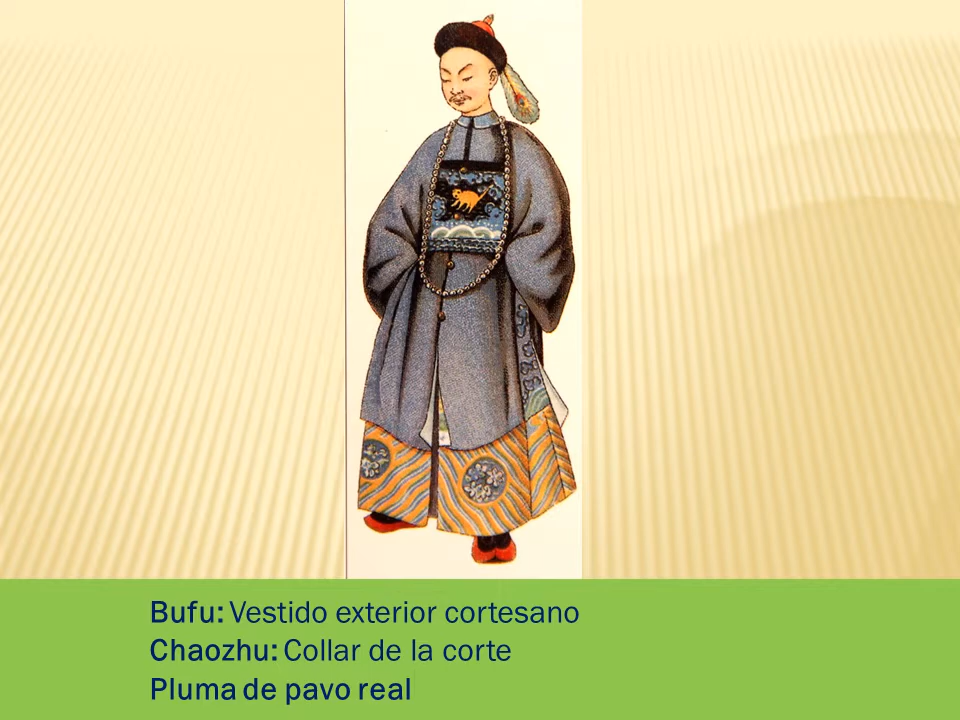 Bufu: Vestido exterior cortesano
Chaozhu: Collar de la corte
Pluma de pavo real